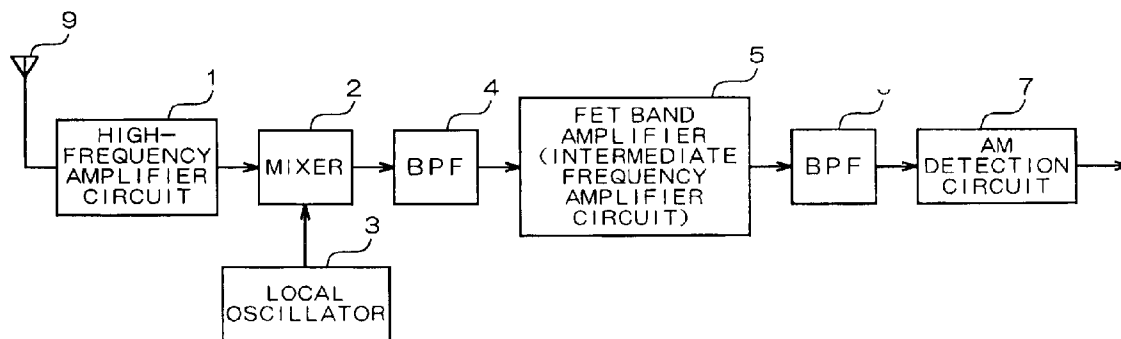 9
1
HIGH-
FREQUENCY
AMPLIFIER
CIRCUIT
2
MIXER
3
LOCAL
OSCILLATOR
4
BPF
5
FET BAND
AMPLIFIER
(INTERMEDIATE
FREQUENCY
AMPLIFIER
CIRCUIT)
BPF
7
AM
DETECTION
CIRCUIT